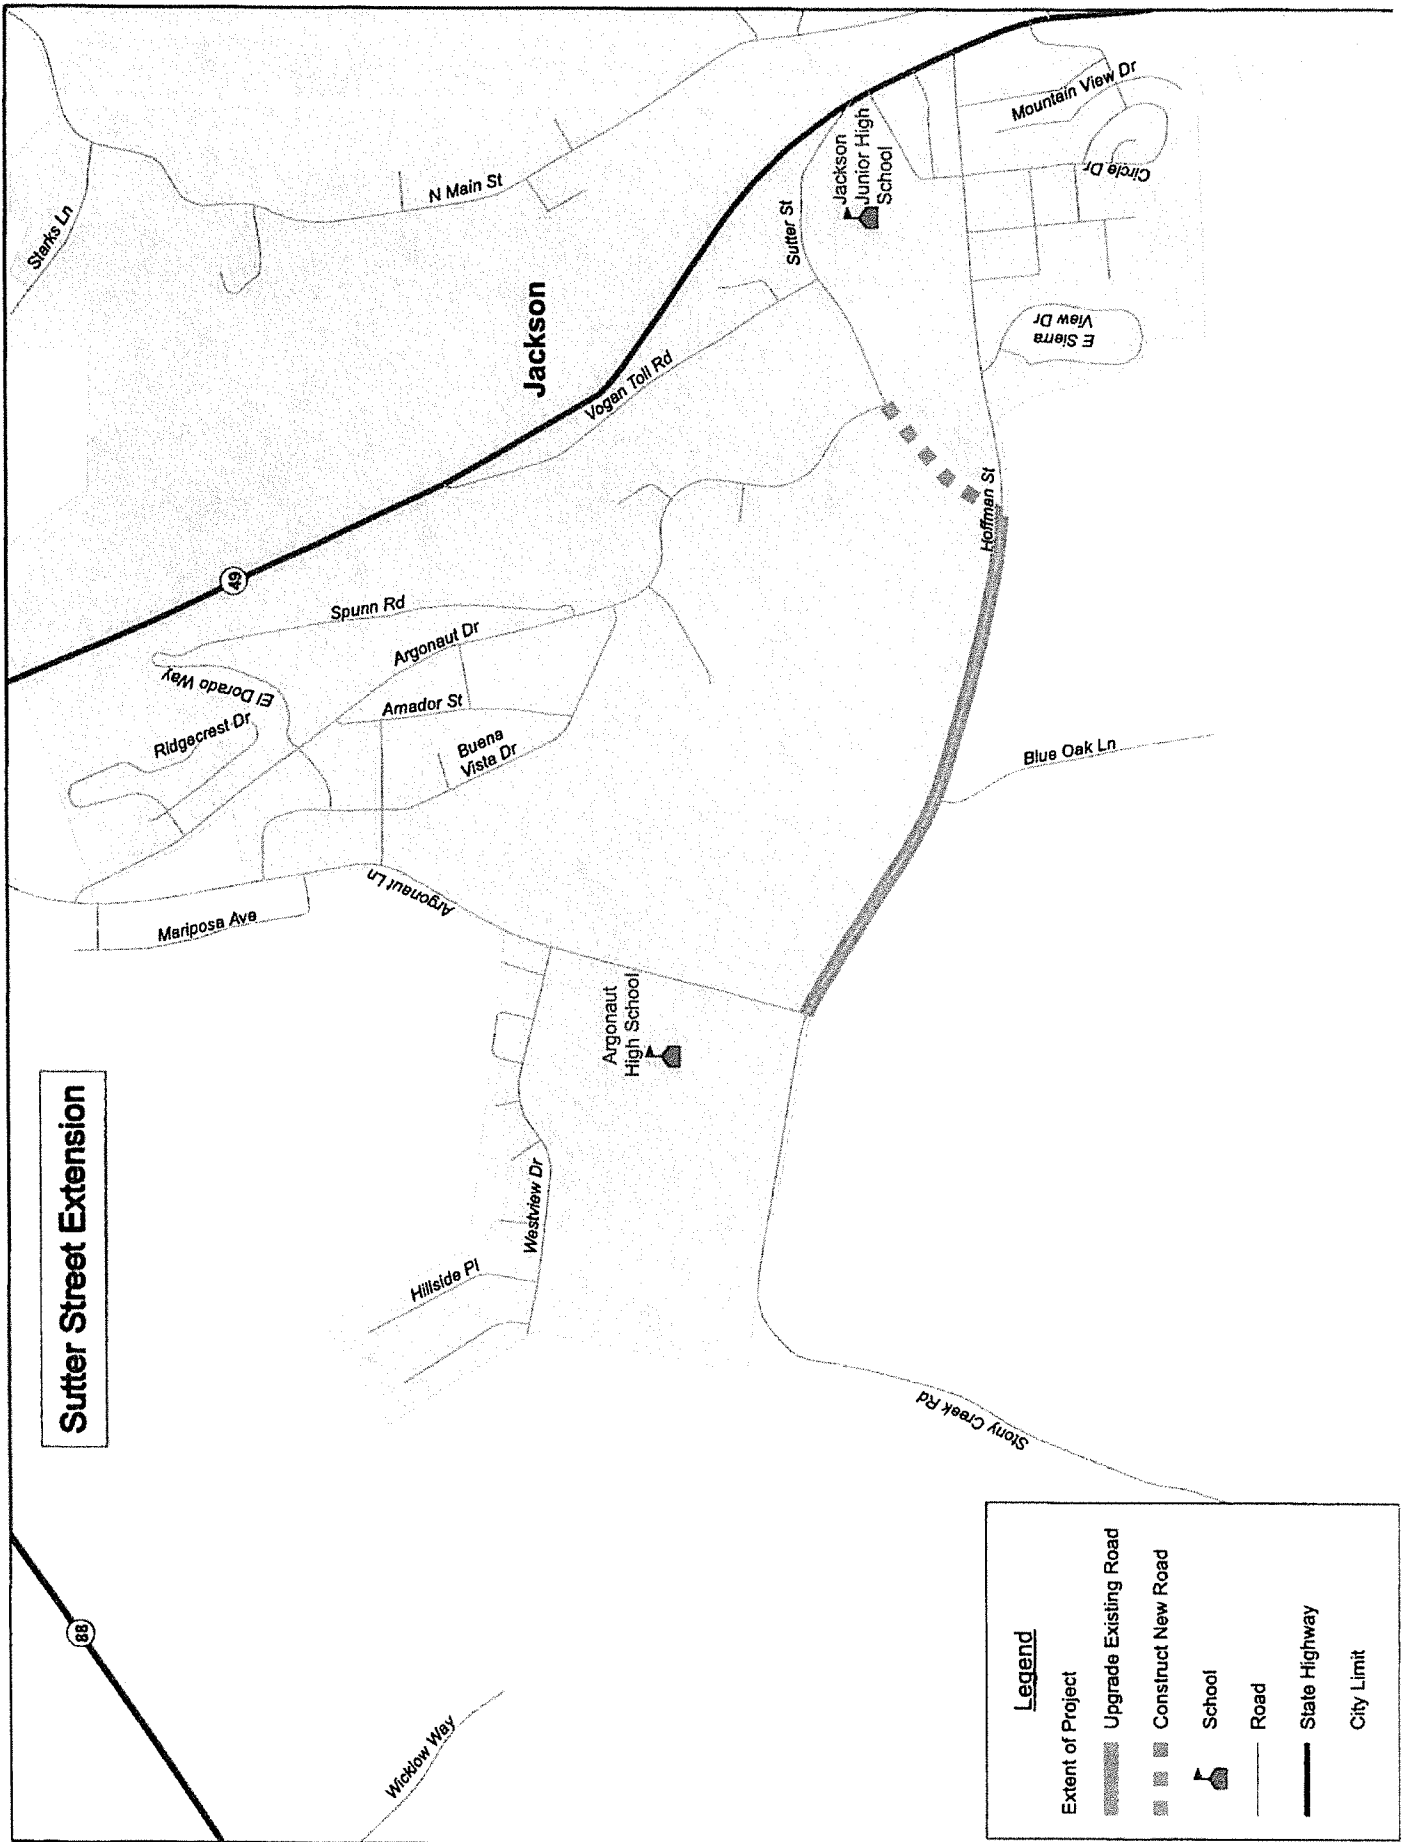 Sutter Street Extension
88
Wicklow Way
Hillside Pl
Westview Dr
Argonaut
High School
Stony Creek Rd
Mariposa Ave
Argonaut Ln
Ridgecrest Dr
El Dorado Way
Buena
Vista Dr
Amador St
Argonaut Dr
Spunn Rd
49
Blue Oak Ln
Hoffman St
Vogan Toll Rd
Jackson
E Sierra
View Dr
Sutter St
Jackson
Junior High
School
Circle Dr
Mountain View Dr
N Main St
Starks Ln
Legend
Extent of Project
Upgrade Existing Road
Construct New Road
School
Road
State Highway
City Limit